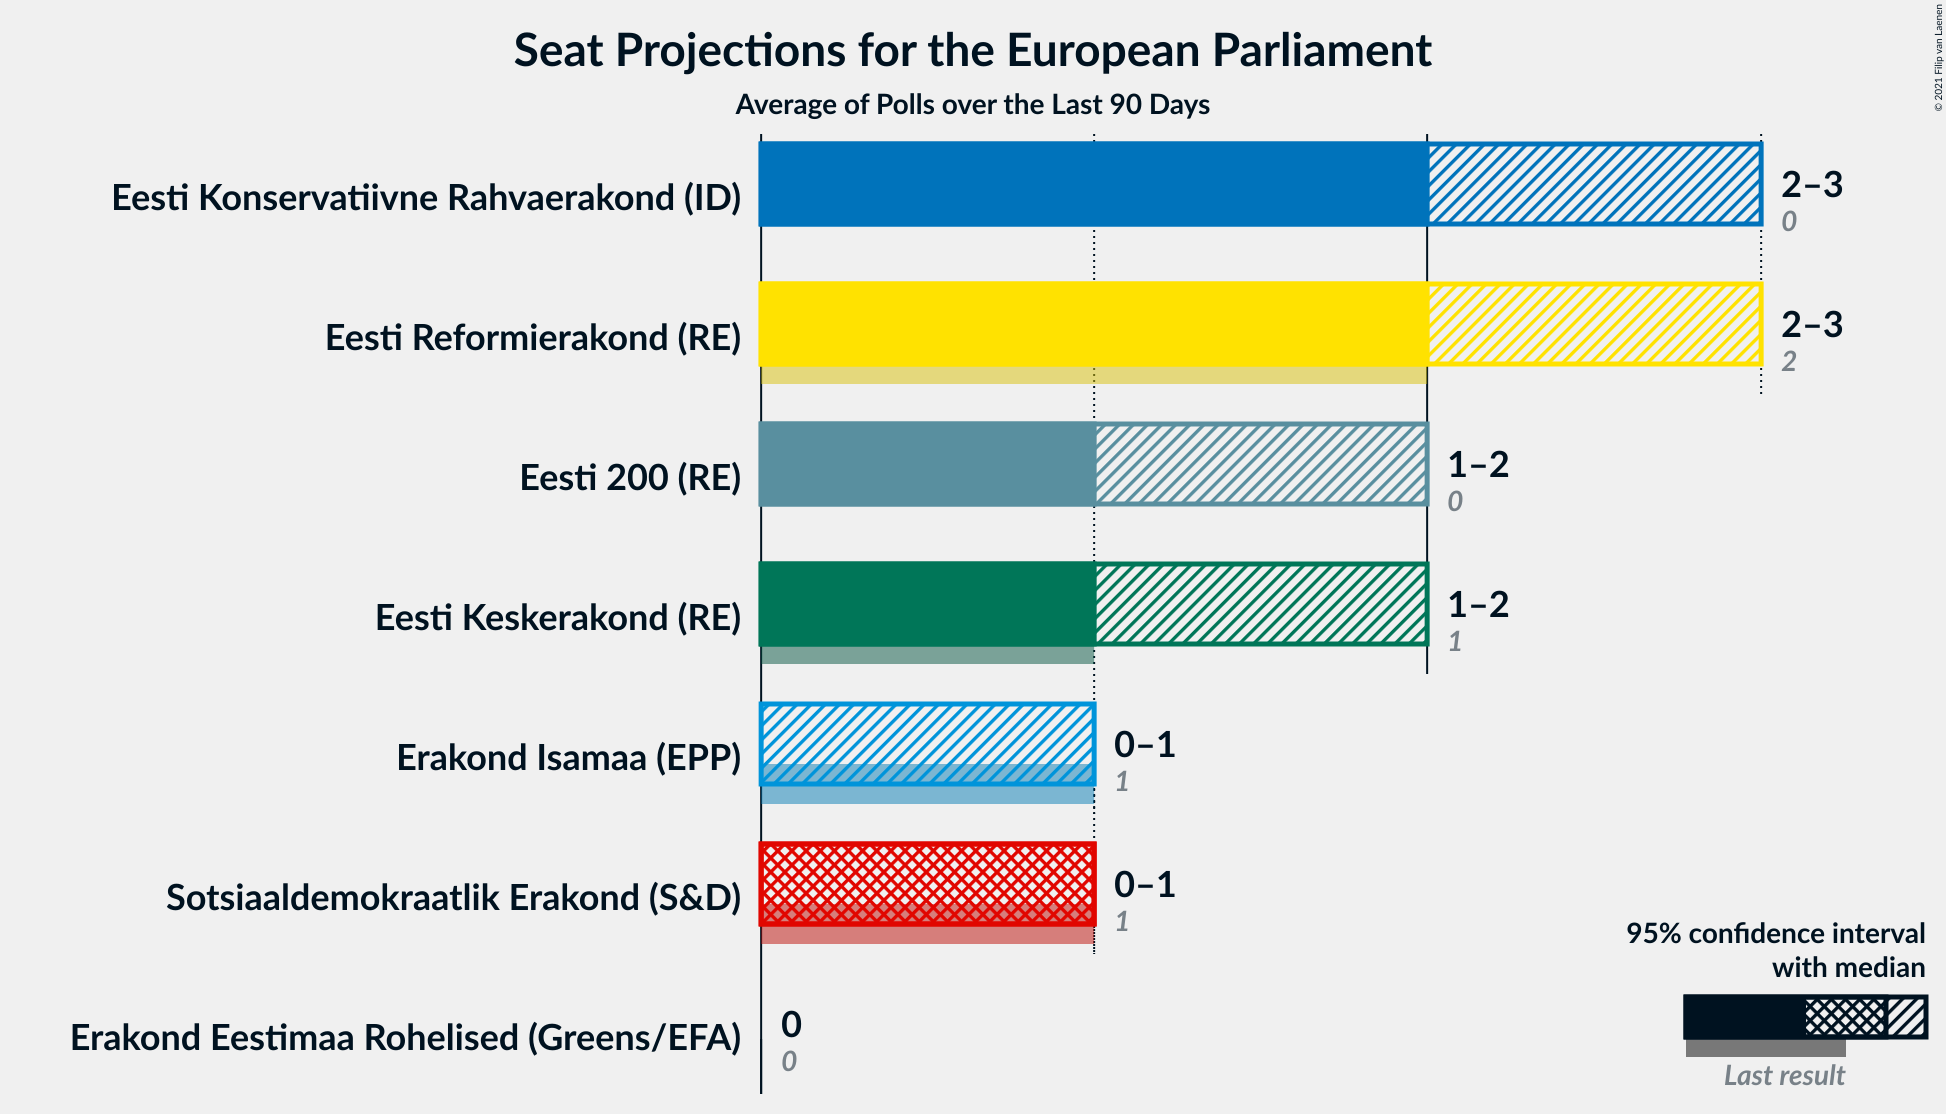 Seat Projections for the European Parliament
Average of Polls over the Last 90 Days
© 2021 Filip van Laenen
Eesti Konservatiivne Rahvaerakond (ID)
2–3
0
Eesti Reformierakond (RE)
2–3
2
Eesti 200 (RE)
1–2
0
Eesti Keskerakond (RE)
1–2
1
Erakond Isamaa (EPP)
0–1
1
Sotsiaaldemokraatlik Erakond (S&D)
0–1
1
Erakond Eestimaa Rohelised (Greens/EFA)
0
0
95% confidence interval
with median
Last result